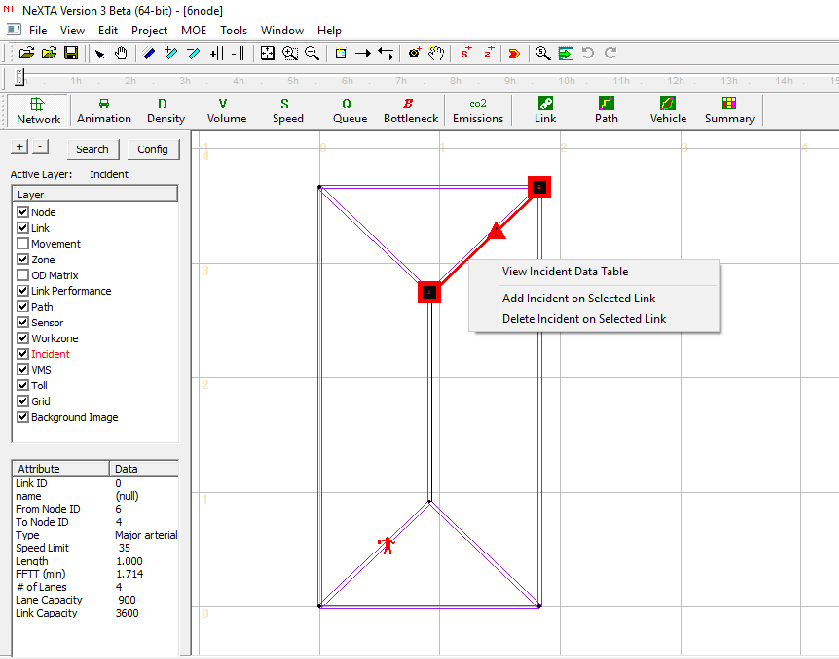 NeXTA Version 3 Beta (64-bit) - [6node]
File View Edit Project MOE Tools Window Help
1h 2h 3h 4h 5h 6h 7h 8h 9h 10h 11h 12h 13h 14h
Network Animation Density Volume Speed Queue Bottleneck Emissions Link Path Vehicle Summary
+ - Search Config
Active Layer: Incident
Layer
Node
Link
Movement
Zone
OD Matrix
Link Performance
Path
Sensor
Workzone
Incident
VMS
Toll
Grid
Background Image
Attribute Data
Link ID 0
name (null)
From Node ID 6
To Node ID 4
Type Major arterial
Speed Limit 35
Length 1.000
FFTT (min) 1.714
# of Lanes 4
Lane Capacity 900
Link Capacity 3600
0 1 2 3 4
4
3
2
1
0
View Incident Data Table
Add Incident on Selected Link
Delete Incident on Selected Link